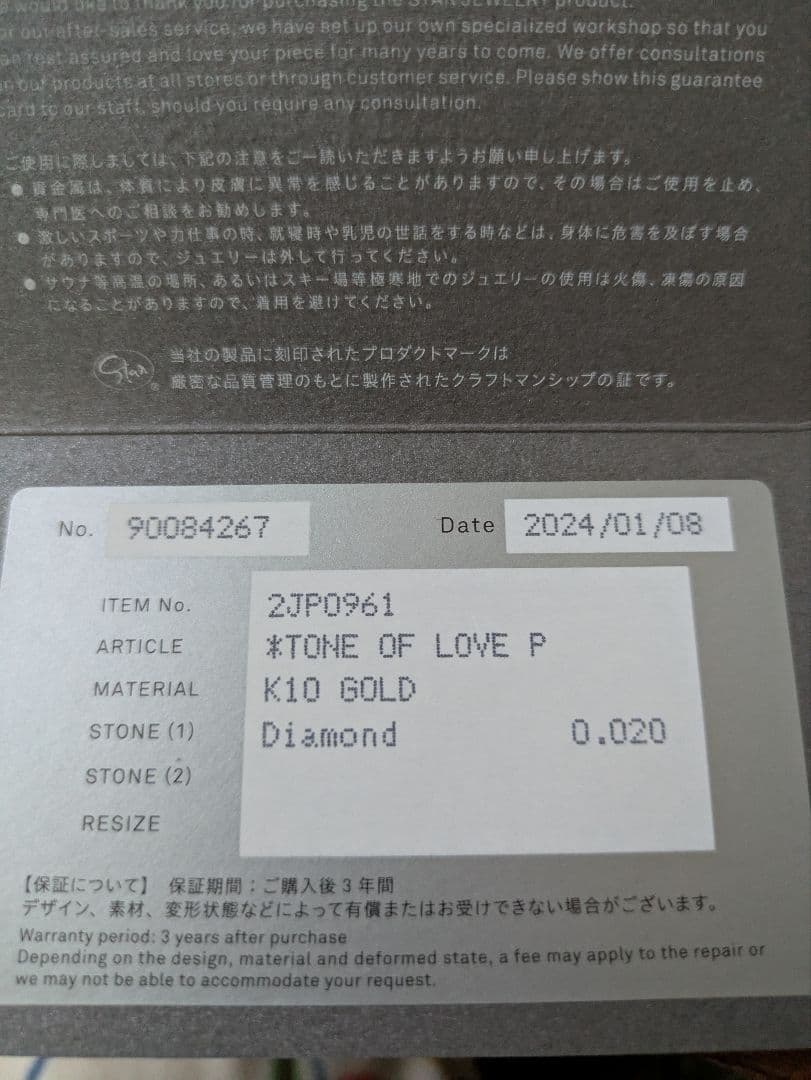 would like to thank you for purchasing the STAR JEWELRY product.
or our after-sales service, we have set up our own specialized workshop so that you
an rest assured and love your piece for many years to come. We offer consultations
n our products at all stores or through customer service. Please show this guarantee
ard to our staff, should you require any consultation.
ご使用に際しましては、下記の注意をご一読いただきますようお願い申し上げます。
● 貴金属は、体質により皮膚に異常を感じることがありますので、その場合はご使用を止め、
専門医へのご相談をお勧めします。
● 激しいスポーツや力仕事の時、就寝時や乳児の世話をする時などは、身体に危害を及ぼす場合
がありますので、ジュエリーは外して行ってください。
● サウナ等高温の場所、あるいはスキー場等極寒地でのジュエリーの使用は火傷、凍傷の原因
になることがありますので、着用を避けてください。
Star ® 当社の製品に刻印されたプロダクトマークは
厳密な品質管理のもとに製作されたクラフトマンシップの証です。
No. 90084267 Date 2024/01/08
ITEM No. 2JP0961
ARTICLE *TONE OF LOVE P
MATERIAL K10 GOLD
STONE (1) Diamond 0.020
STONE (2)
RESIZE
【保証について】 保証期間：ご購入後3年間
デザイン、素材、変形状態などによって有償またはお受けできない場合がございます。
Warranty period: 3 years after purchase
Depending on the design, material and deformed state, a fee may apply to the repair or
we may not be able to accommodate your request.